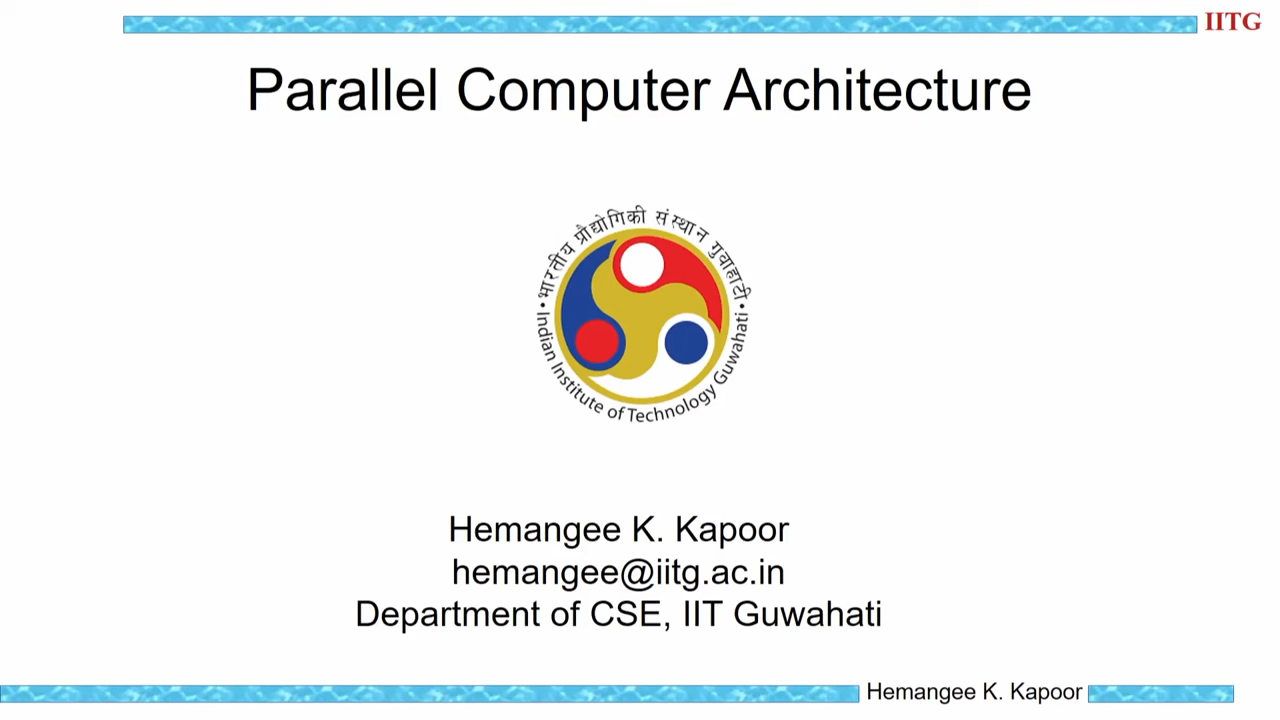 IITG
Parallel Computer Architecture
भारतीय प्रौद्योगिकी संस्थान गुवाहाटी
Indian Institute of Technology Guwahati
Hemangee K. Kapoor
hemangee@iitg.ac.in
Department of CSE, IIT Guwahati
Hemangee K. Kapoor